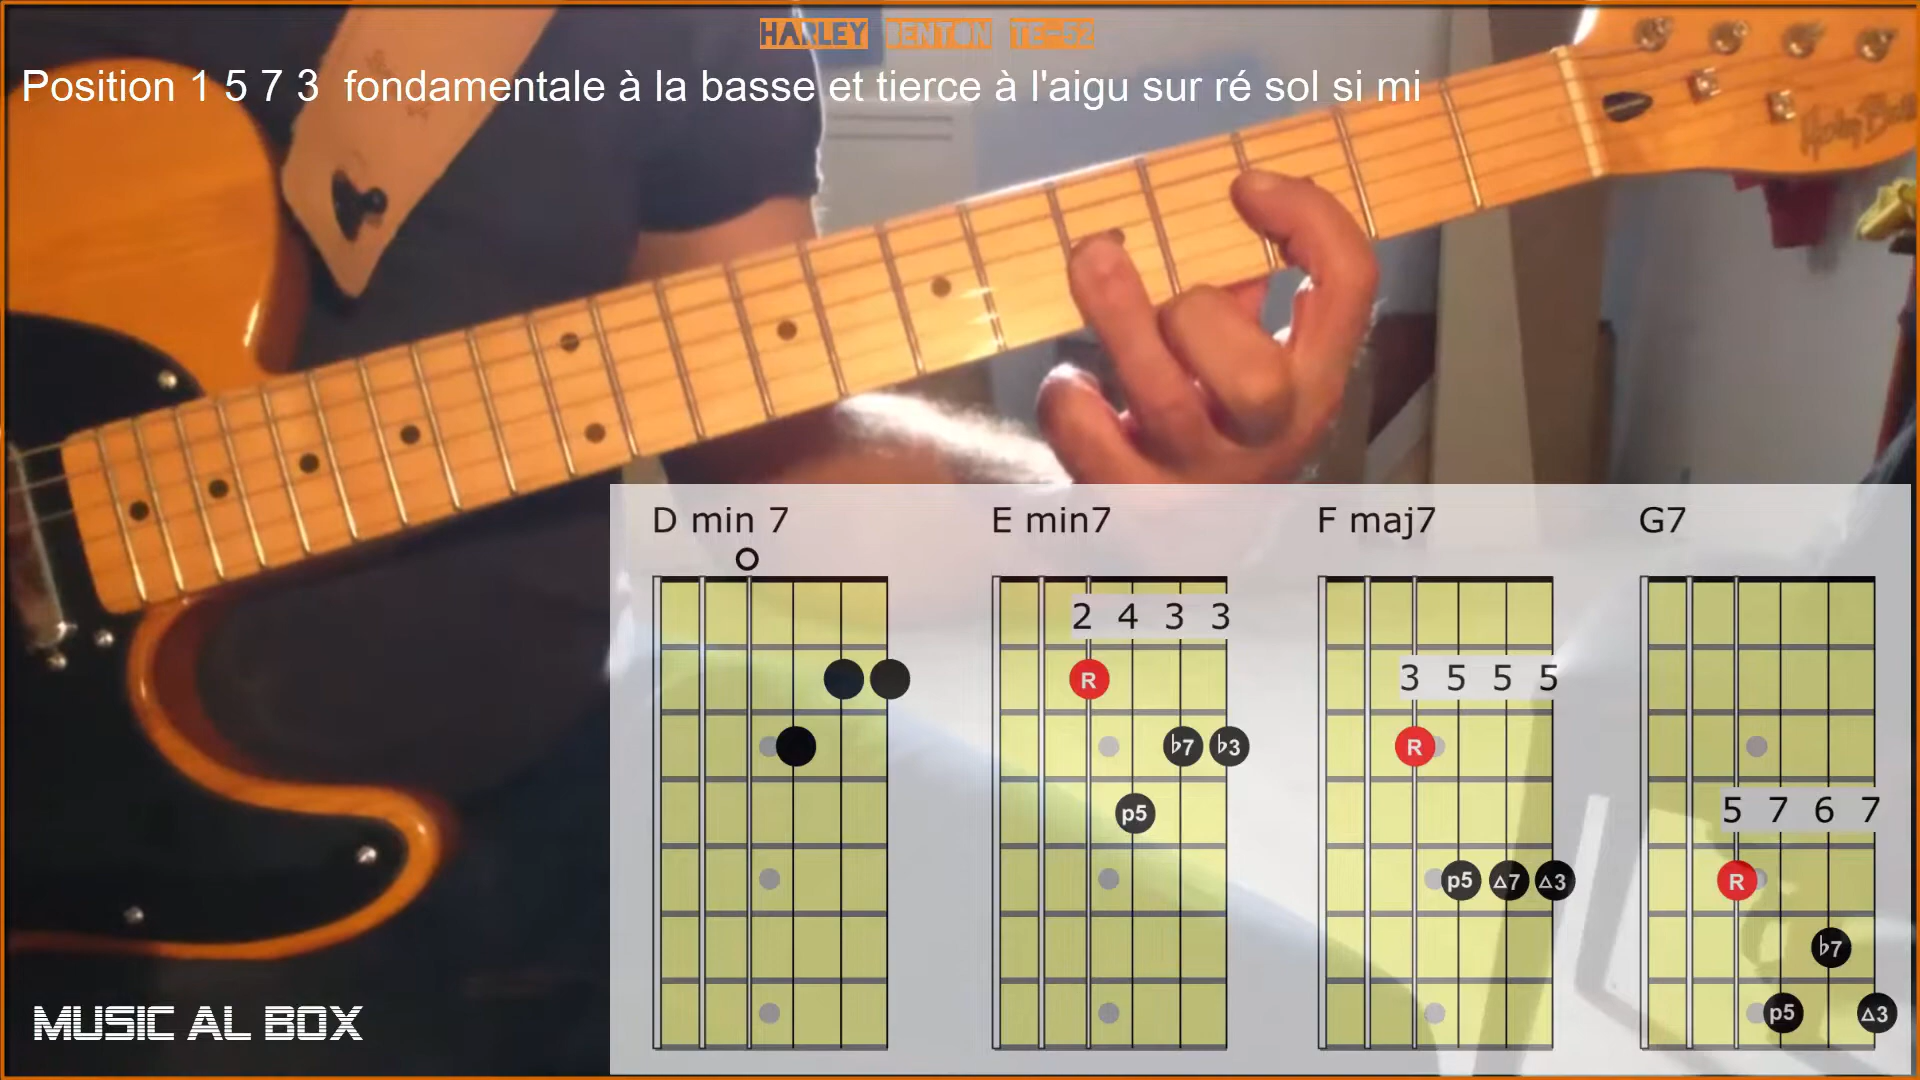 HARLEY BENTON TE-52
Position 1 5 7 3 fondamentale à la basse et tierce à l'aigu sur ré sol si mi
D min 7
E min7
F maj7
G7
2 4 3 3
R
♭7 ♭3
p5
3 5 5 5
R
p5 Δ7 Δ3
5 7 6 7
R
♭7
p5 Δ3
MUSIC AL BOX